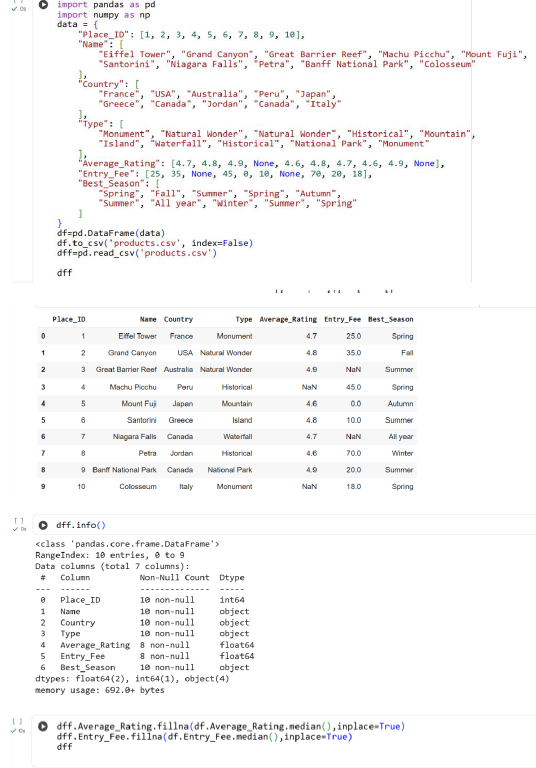 import pandas as pd
import numpy as np
data = {
"Place_ID": [1, 2, 3, 4, 5, 6, 7, 8, 9, 10],
"Name": [
"Eiffel Tower", "Grand Canyon", "Great Barrier Reef", "Machu Picchu", "Mount Fuji",
"Santorini", "Niagara Falls", "Petra", "Banff National Park", "Colosseum"
],
"Country": [
"France", "USA", "Australia", "Peru", "Japan",
"Greece", "Canada", "Jordan", "Canada", "Italy"
],
"Type": [
"Monument", "Natural Wonder", "Natural Wonder", "Historical", "Mountain",
"Island", "Waterfall", "Historical", "National Park", "Monument"
],
"Average_Rating": [4.7, 4.8, 4.9, None, 4.6, 4.8, 4.7, 4.6, 4.9, None],
"Entry_Fee": [25, 35, None, 45, 0, 10, None, 70, 20, 18],
"Best_Season": [
"Spring", "Fall", "Summer", "Spring", "Autumn",
"Summer", "All year", "Winter", "Summer", "Spring"
]
}
df=pd.DataFrame(data)
df.to_csv('products.csv', index=False)
dff=pd.read_csv('products.csv')
dff
Place_ID Name Country Type Average_Rating Entry_Fee Best_Season
0 1 Eiffel Tower France Monument 4.7 25.0 Spring
1 2 Grand Canyon USA Natural Wonder 4.8 35.0 Fall
2 3 Great Barrier Reef Australia Natural Wonder 4.9 NaN Summer
3 4 Machu Picchu Peru Historical NaN 45.0 Spring
4 5 Mount Fuji Japan Mountain 4.6 0.0 Autumn
5 6 Santorini Greece Island 4.8 10.0 Summer
6 7 Niagara Falls Canada Waterfall 4.7 NaN All year
7 8 Petra Jordan Historical 4.6 70.0 Winter
8 9 Banff National Park Canada National Park 4.9 20.0 Summer
9 10 Colosseum Italy Monument NaN 18.0 Spring
[ ] dff.info()
0s
<class 'pandas.core.frame.DataFrame'>
RangeIndex: 10 entries, 0 to 9
Data columns (total 7 columns):
# Column Non-Null Count Dtype
--- ------ -------------- -----
0 Place_ID 10 non-null int64
1 Name 10 non-null object
2 Country 10 non-null object
3 Type 10 non-null object
4 Average_Rating 8 non-null float64
5 Entry_Fee 8 non-null float64
6 Best_Season 10 non-null object
dtypes: float64(2), int64(1), object(4)
memory usage: 692.0+ bytes
[ ] dff.Average_Rating.fillna(df.Average_Rating.median(),inplace=True)
0s dff.Entry_Fee.fillna(df.Entry_Fee.median(),inplace=True)
dff